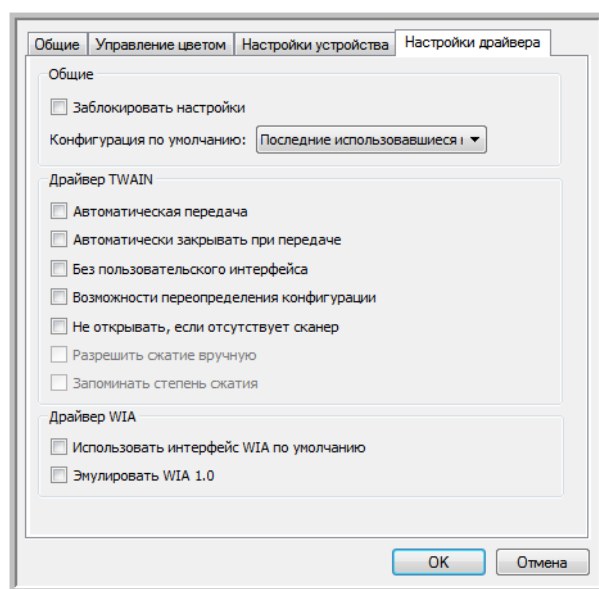 Общие Управление цветом Настройки устройства Настройки драйвера
Общие
Заблокировать настройки
Конфигурация по умолчанию: Последние использовавшиеся
Драйвер TWAIN
Автоматическая передача
Автоматически закрывать при передаче
Без пользовательского интерфейса
Возможности переопределения конфигурации
Не открывать, если отсутствует сканер
Разрешить сжатие вручную
Запоминать степень сжатия
Драйвер WIA
Использовать интерфейс WIA по умолчанию
Эмулировать WIA 1.0
OK Отмена